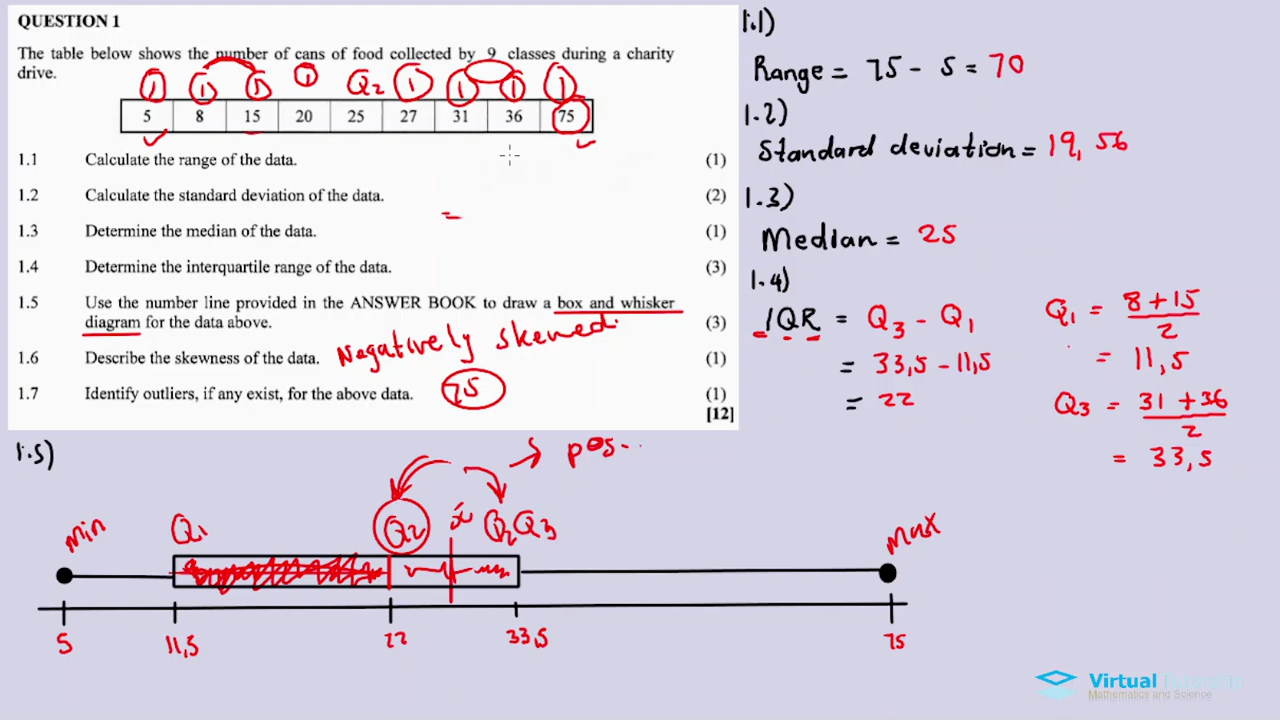 QUESTION 1
The table below shows the number of cans of food collected by 9 classes during a charity
drive.
1 1 1 1 Q2 1 1 1 1
5 8 15 20 25 27 31 36 75
1.1 Calculate the range of the data. (1)
1.2 Calculate the standard deviation of the data. (2)
1.3 Determine the median of the data. (1)
1.4 Determine the interquartile range of the data. (3)
1.5 Use the number line provided in the ANSWER BOOK to draw a box and whisker
diagram for the data above. (3)
1.6 Describe the skewness of the data. Negatively skewed. (1)
1.7 Identify outliers, if any exist, for the above data. 75 (1)
[12]
1.1)
Range = 75 - 5 = 70
1.2)
Standard deviation = 19,56
1.3)
Median = 25
1.4)
IQR = Q3 - Q1
= 33,5 - 11,5
= 22
Q1 = 8+15
2
= 11,5
Q3 = 31+36
2
= 33,5
1.5)
pos...
Min Q1 Q2 x̄ Q2 Q3 Max
5 11,5 22 33,5 75
Virtual
Mathematics and Science